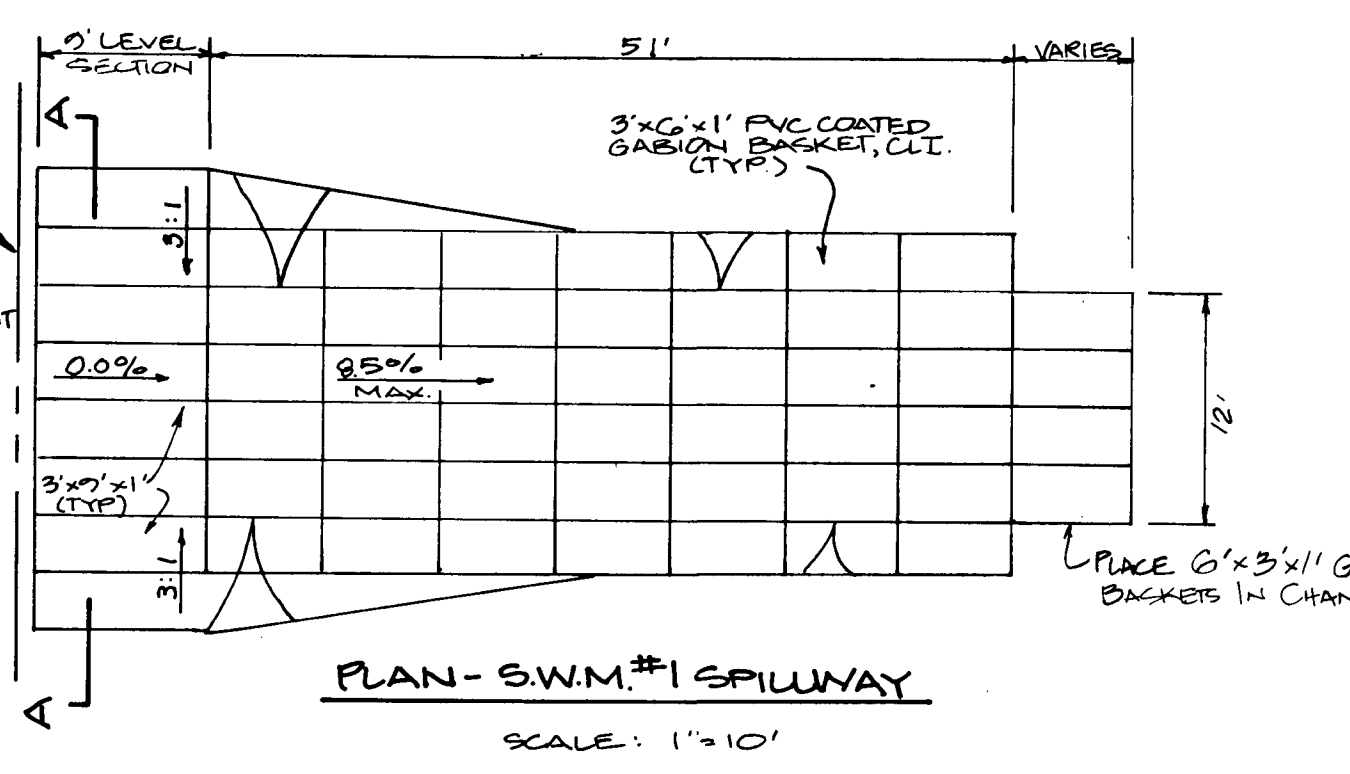 9' LEVEL
SECTION
51'
VARIES
A
3'x6'x1' PVC COATED
GABION BASKET, CLT.
(TYP.)
3:1
0.0%
8.5%
MAX.
12'
3'x9'x1'
(TYP)
3:1
PLACE 6'x3'x1' G
BASKETS IN CHAN
A
PLAN - S.W.M. #1 SPILLWAY
SCALE: 1"=10'